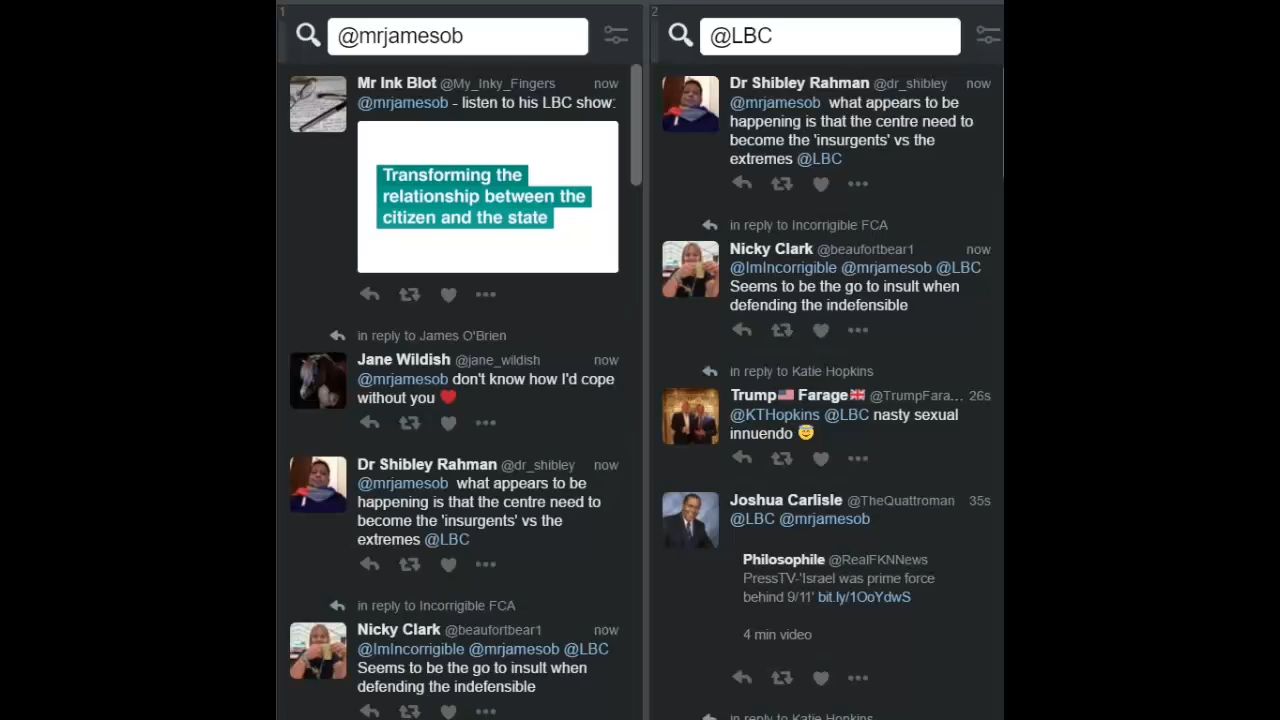 1
@mrjamesob
Mr Ink Blot @My_Inky_Fingers now
@mrjamesob - listen to his LBC show:
Transforming the
relationship between the
citizen and the state
in reply to James O'Brien
Jane Wildish @jane_wildish now
@mrjamesob don't know how I'd cope
without you ❤️
Dr Shibley Rahman @dr_shibley now
@mrjamesob what appears to be
happening is that the centre need to
become the 'insurgents' vs the
extremes @LBC
in reply to Incorrigible FCA
Nicky Clark @beaufortbear1 now
@ImIncorrigible @mrjamesob @LBC
Seems to be the go to insult when
defending the indefensible
2
@LBC
Dr Shibley Rahman @dr_shibley now
@mrjamesob what appears to be
happening is that the centre need to
become the 'insurgents' vs the
extremes @LBC
in reply to Incorrigible FCA
Nicky Clark @beaufortbear1 now
@ImIncorrigible @mrjamesob @LBC
Seems to be the go to insult when
defending the indefensible
in reply to Katie Hopkins
Trump🇺🇸 Farage🇬🇧 @TrumpFara... 26s
@KTHopkins @LBC nasty sexual
innuendo 😇
Joshua Carlisle @TheQuattroman 35s
@LBC @mrjamesob
Philosophile @RealFKNNews
PressTV-'Israel was prime force
behind 9/11' bit.ly/1OoYdwS
4 min video
in reply to Katie Hopkins